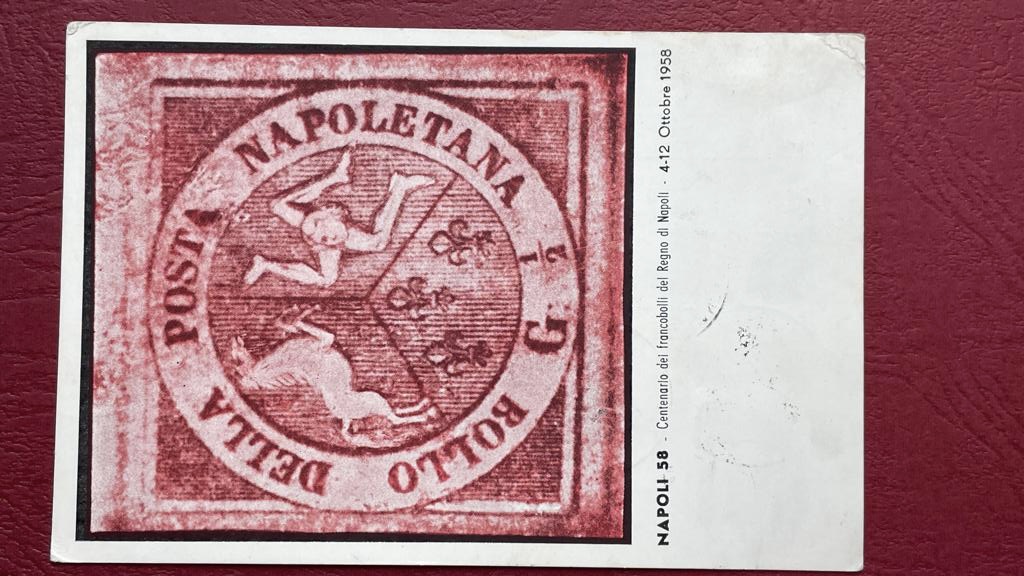 BOLLO DELLA POSTA NAPOLETANA
G 1/2
NAPOLI 58 - Centenario dei francobolli del Regno di Napoli - 4-12 Ottobre 1958